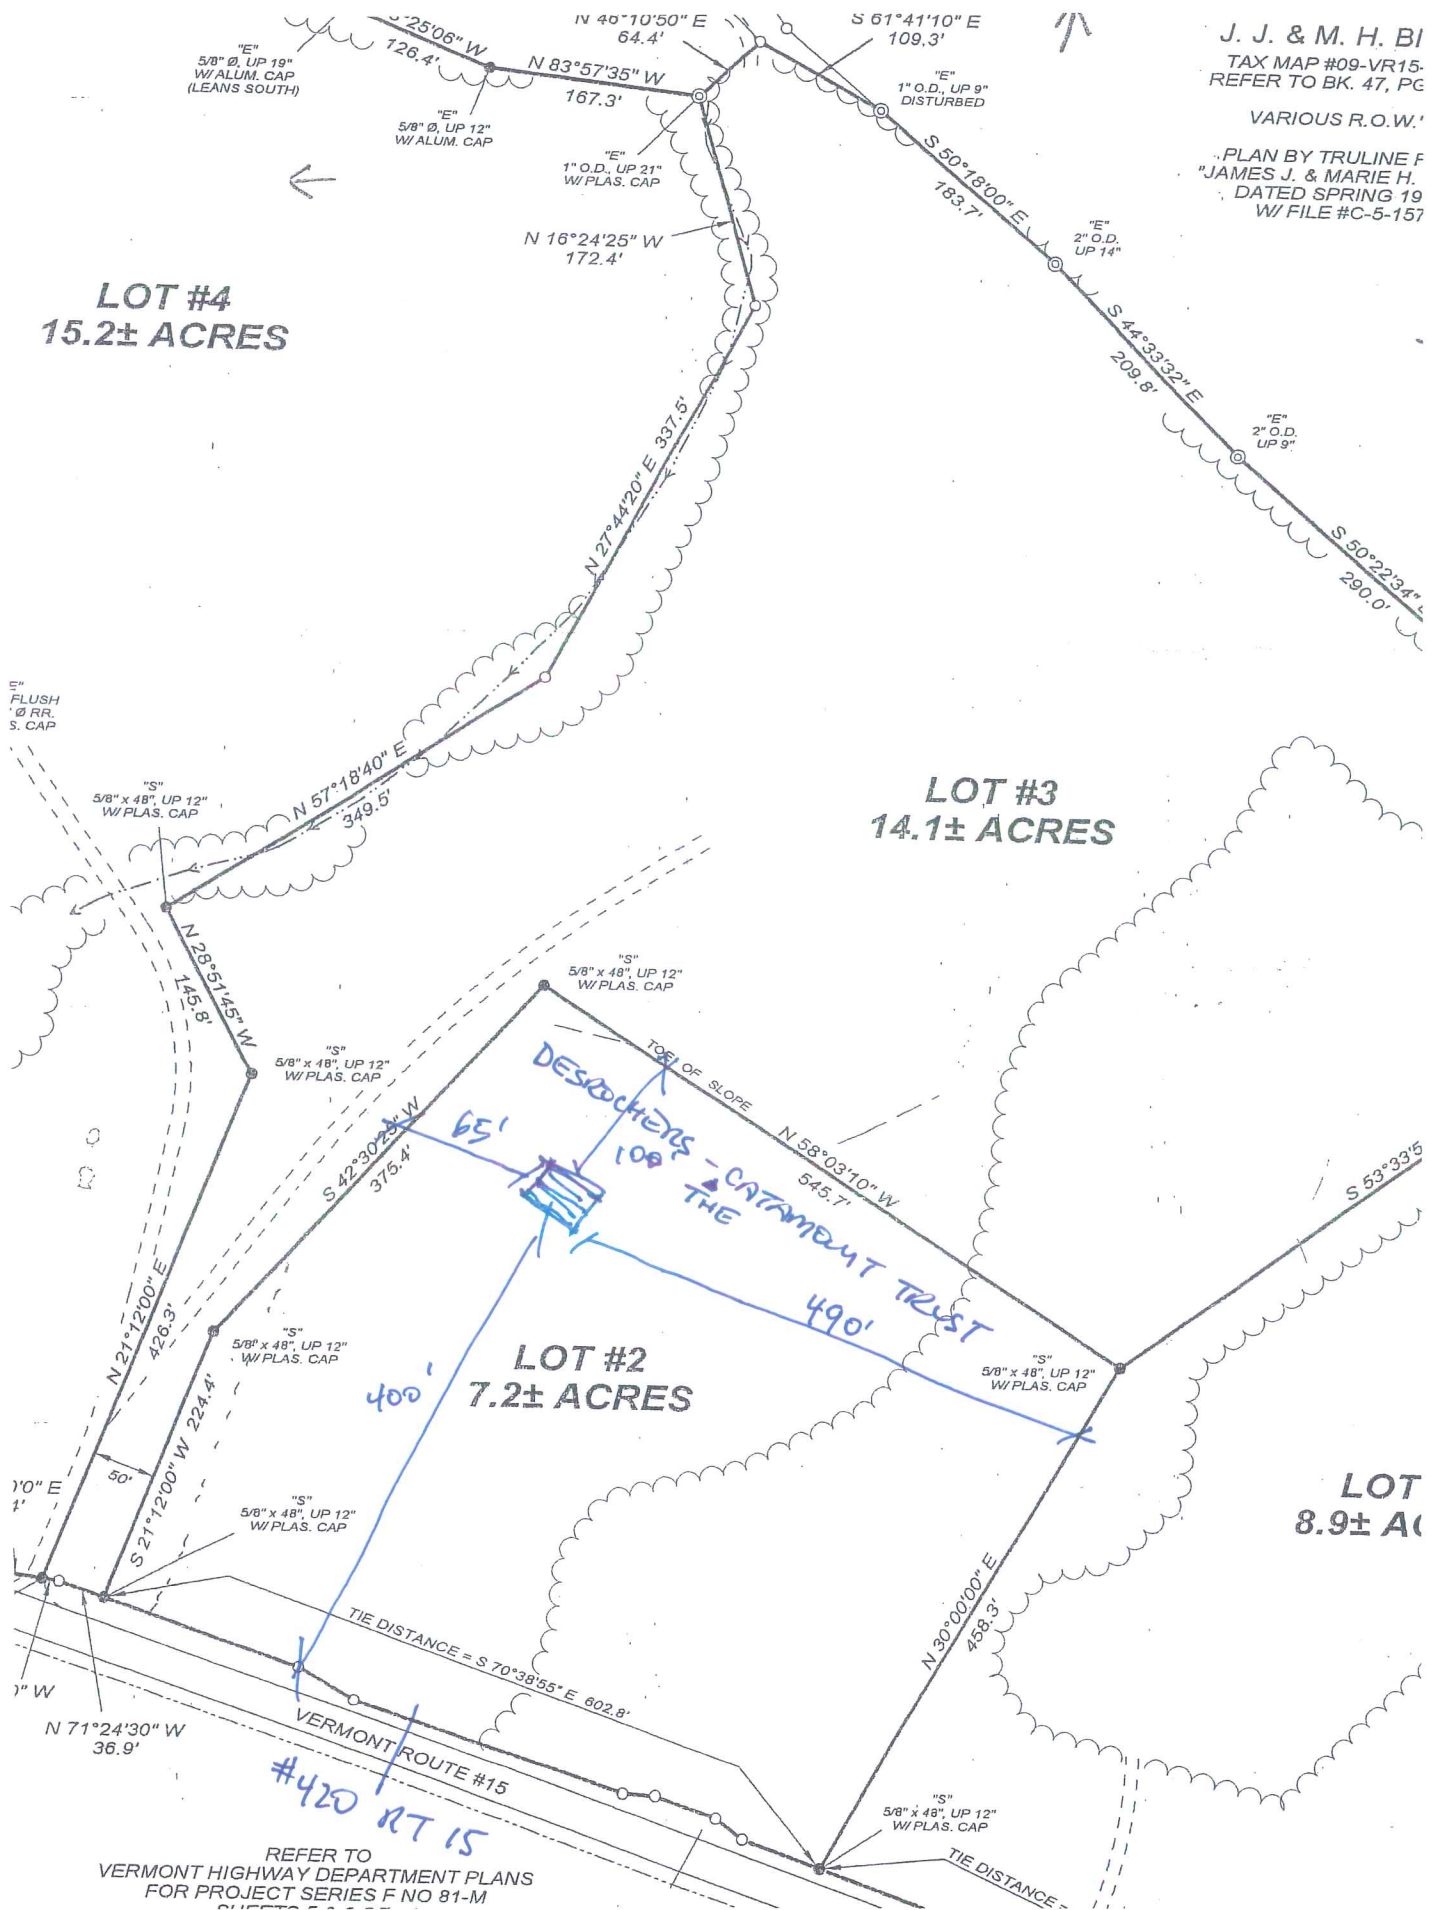 25'06" W
126.4'
"E"
5/8" Ø, UP 19"
W/ ALUM. CAP
(LEANS SOUTH)
N 83°57'35" W
167.3'
"E"
5/8" Ø, UP 12"
W/ ALUM. CAP
N 46°10'50" E
64.4'
S 61°41'10" E
109.3'
"E"
1" O.D., UP 9"
DISTURBED
"E"
1" O.D., UP 21"
W/ PLAS. CAP
J. J. & M. H. BI
TAX MAP #09-VR15-
REFER TO BK. 47, PG
VARIOUS R.O.W.'
PLAN BY TRULINE
"JAMES J. & MARIE H.
DATED SPRING 19
W/ FILE #C-5-157
S 50°18'00" E
183.7'
"E"
2" O.D.
UP 14"
N 16°24'25" W
172.4'
LOT #4
15.2± ACRES
S 44°33'32" E
209.8'
"E"
2" O.D.
UP 9"
N 27°44'20" E 337.5'
S 50°22'34"
290.0'
FLUSH
Ø RR.
S. CAP
"S"
5/8" x 48", UP 12"
W/ PLAS. CAP
N 57°18'40" E
349.5'
LOT #3
14.1± ACRES
N 28°51'45" W
145.8'
"S"
5/8" x 48", UP 12"
W/ PLAS. CAP
"S"
5/8" x 48", UP 12"
W/ PLAS. CAP
TOE OF SLOPE
DESROCHERS - CATAMOUNT TRUST
THE
65'
100'
S 42°30'25" W
375.4'
N 58°03'10" W
545.7'
S 53°33'5
N 21°12'00" E
426.3'
"S"
5/8" x 48", UP 12"
W/ PLAS. CAP
490'
400'
LOT #2
7.2± ACRES
"S"
5/8" x 48", UP 12"
W/ PLAS. CAP
50'
S 21°12'00" W 224.4'
"S"
5/8" x 48", UP 12"
W/ PLAS. CAP
LOT
8.9± A
0'0" E
N 30°00'00" E
458.3'
TIE DISTANCE = S 70°38'55" E 602.8'
" W
N 71°24'30" W
36.9'
VERMONT ROUTE #15
#420 RT 15
"S"
5/8" x 48", UP 12"
W/ PLAS. CAP
TIE DISTANCE =
REFER TO
VERMONT HIGHWAY DEPARTMENT PLANS
FOR PROJECT SERIES F NO 81-M